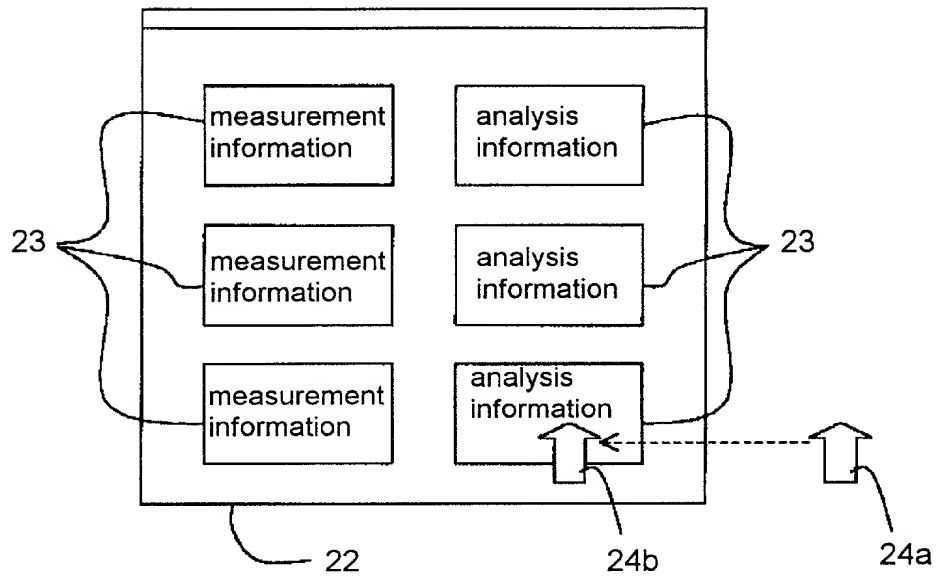 measurement
information
analysis
information
23
measurement
information
analysis
information
23
measurement
information
analysis
information
22
24b
24a